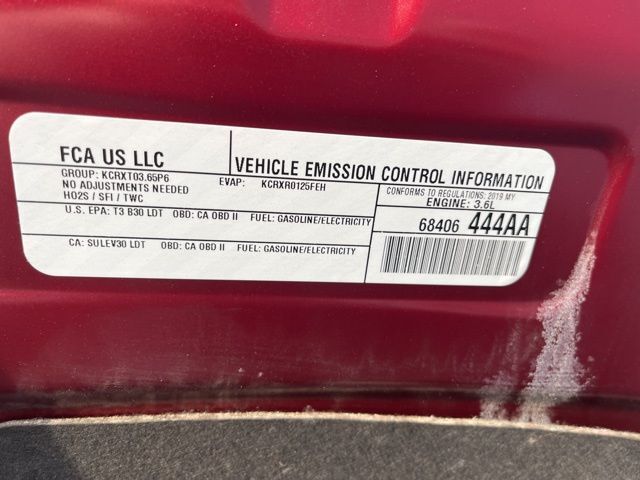 FCA US LLC
VEHICLE EMISSION CONTROL INFORMATION
GROUP: KCRXT03.65P6
EVAP: KCRXR0125FEH
NO ADJUSTMENTS NEEDED
HO2S / SFI / TWC
CONFORMS TO REGULATIONS: 2019 MY
ENGINE: 3.6L
U.S. EPA: T3 B30 LDT OBD: CA OBD II FUEL: GASOLINE/ELECTRICITY
68406 444AA
CA: SULEV30 LDT OBD: CA OBD II FUEL: GASOLINE/ELECTRICITY